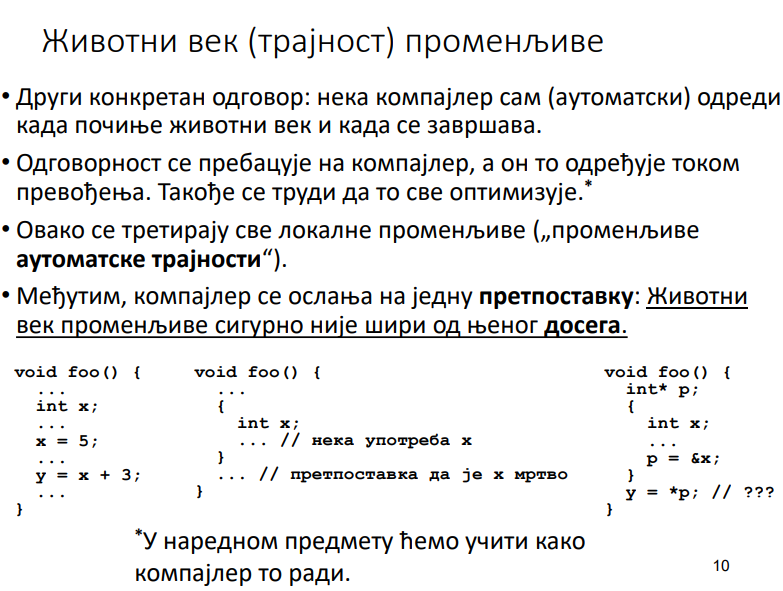 Животни век (трајност) променљиве
• Други конкретан одговор: нека компајлер сам (аутоматски) одреди
када почиње животни век и када се завршава.
• Одговорност се пребацује на компајлер, а он то одређује током
превођења. Такође се труди да то све оптимизује.*
• Овако се третирају све локалне променљиве („променљиве
аутоматске трајности“).
• Међутим, компајлер се ослања на једну претпоставку: Животни
век променљиве сигурно није шири од њеног досега.
void foo() {
...
int x;
...
x = 5;
...
y = x + 3;
...
}
void foo() {
...
{
int x;
... // нека употреба x
}
... // претпоставка да је x мртво
}
void foo() {
int* p;
{
int x;
...
p = &x;
}
y = *p; // ???
}
*У наредном предмету ћемо учити како
компајлер то ради.
10